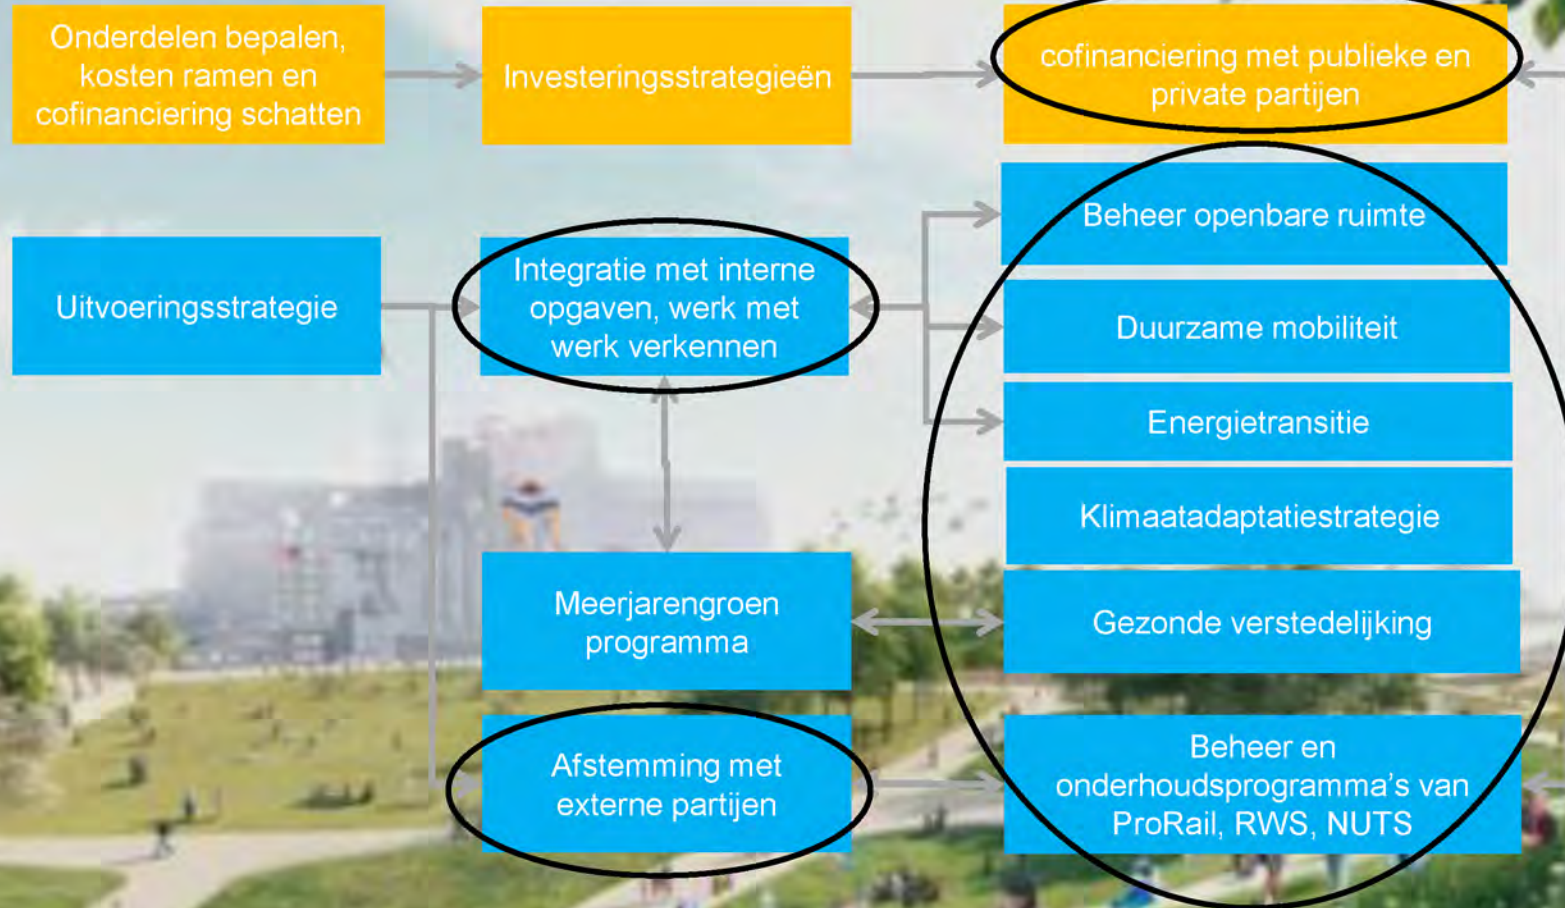 Onderdelen bepalen,
kosten ramen en
cofinanciering schatten
Investeringsstrategieën
cofinanciering met publieke en
private partijen
Uitvoeringsstrategie
Integratie met interne
opgaven, werk met
werk verkennen
Beheer openbare ruimte
Duurzame mobiliteit
Energietransitie
Klimaatadaptatiestrategie
Meerjarengroen
programma
Gezonde verstedelijking
Afstemming met
externe partijen
Beheer en
onderhoudsprogramma's van
ProRail, RWS, NUTS